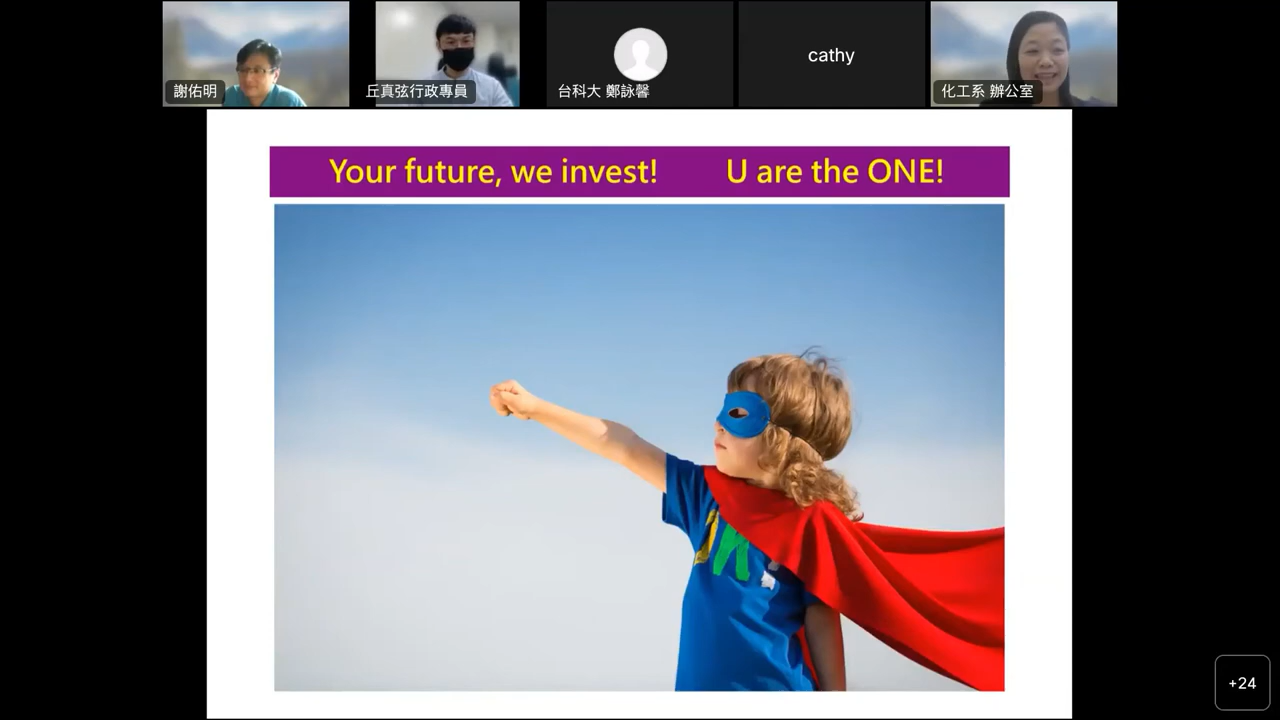 謝佑明
丘真弦行政專員
台科大 鄭詠馨
cathy
化工系 辦公室
Your future, we invest! U are the ONE!
+24